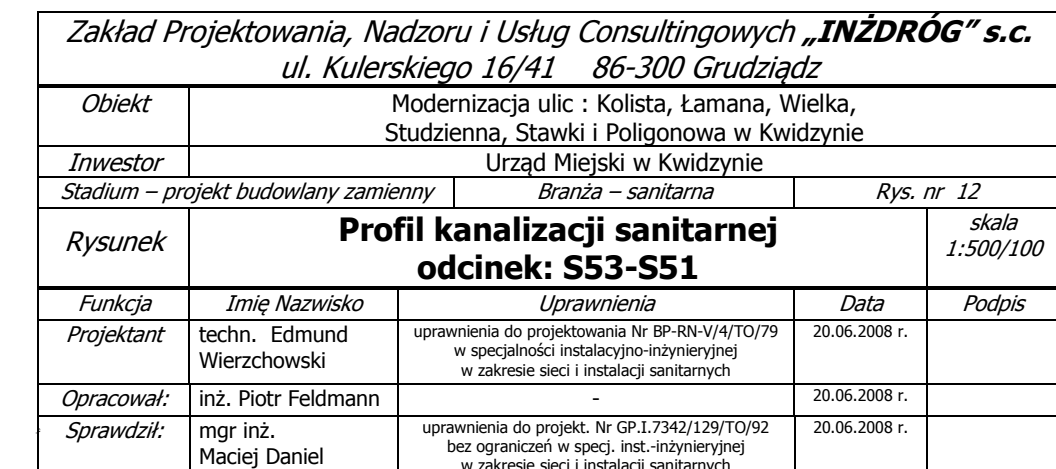 Zakład Projektowania, Nadzoru i Usług Consultingowych „INŻDRÓG” s.c.
ul. Kulerskiego 16/41 86-300 Grudziądz
Obiekt
Modernizacja ulic : Kolista, Łamana, Wielka,
Studzienna, Stawki i Poligonowa w Kwidzynie
Inwestor
Urząd Miejski w Kwidzynie
Stadium – projekt budowlany zamienny
Branża – sanitarna
Rys. nr 12
Rysunek
Profil kanalizacji sanitarnej
odcinek: S53-S51
skala
1:500/100
Funkcja
Imię Nazwisko
Uprawnienia
Data
Podpis
Projektant
techn. Edmund
Wierzchowski
uprawnienia do projektowania Nr BP-RN-V/4/TO/79
w specjalności instalacyjno-inżynieryjnej
w zakresie sieci i instalacji sanitarnych
20.06.2008 r.
Opracował:
inż. Piotr Feldmann
-
20.06.2008 r.
Sprawdził:
mgr inż.
Maciej Daniel
uprawnienia do projekt. Nr GP.I.7342/129/TO/92
bez ograniczeń w specj. inst.-inżynieryjnej
w zakresie sieci i instalacji sanitarnych
20.06.2008 r.